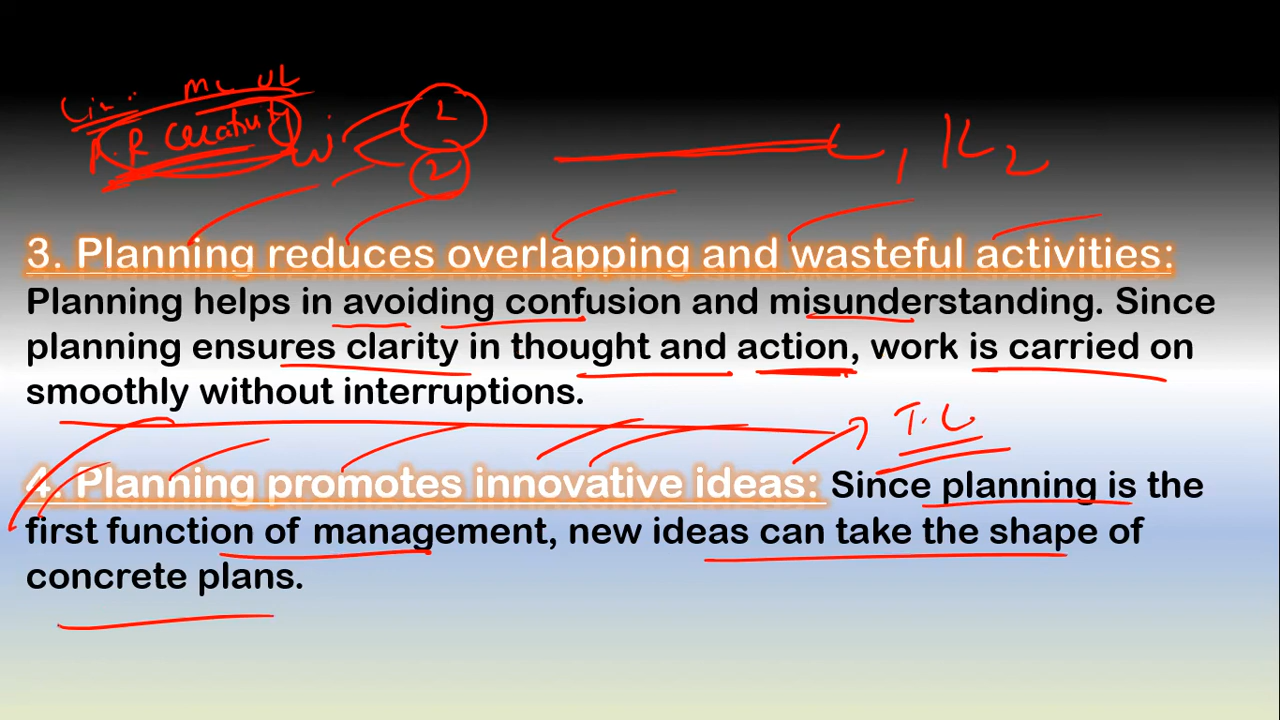 3. Planning reduces overlapping and wasteful activities:
Planning helps in avoiding confusion and misunderstanding. Since
planning ensures clarity in thought and action, work is carried on
smoothly without interruptions.
4. Planning promotes innovative ideas: Since planning is the
first function of management, new ideas can take the shape of
concrete plans.